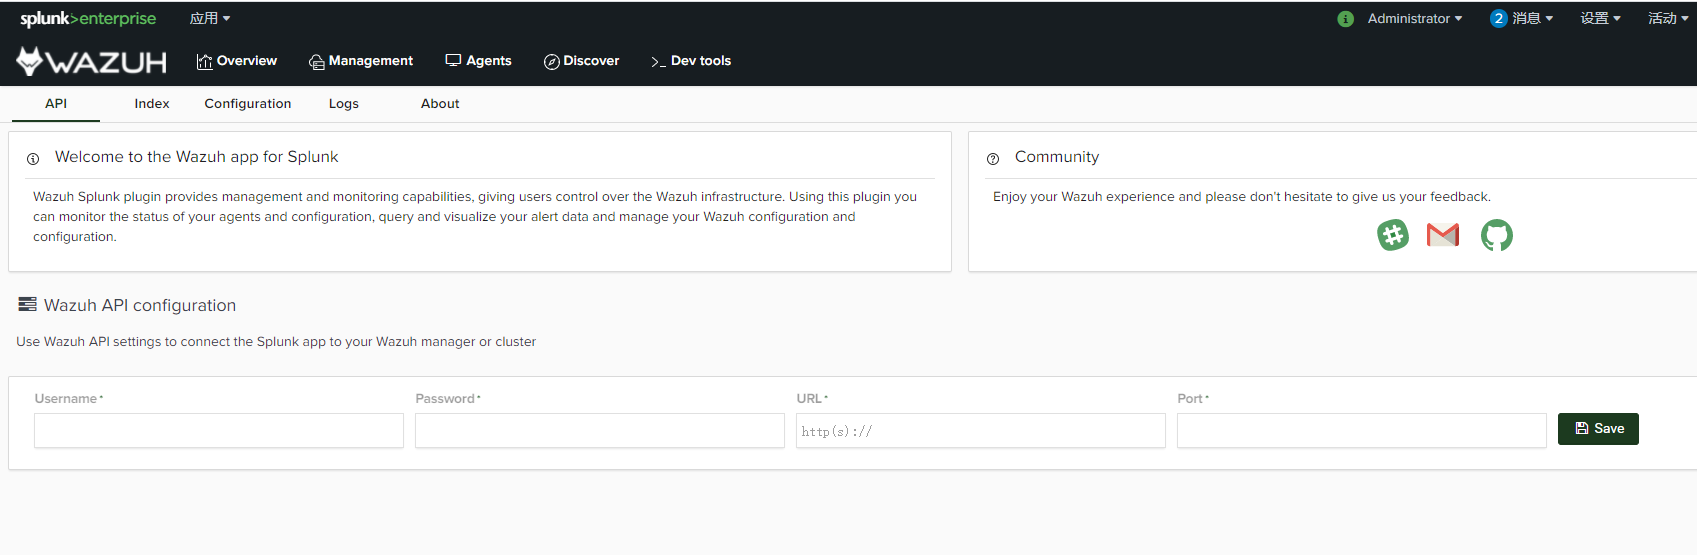 splunk>enterprise 应用 Administrator 2 消息 设置 活动
WAZUH Overview Management Agents Discover Dev tools
API Index Configuration Logs About
Welcome to the Wazuh app for Splunk
Wazuh Splunk plugin provides management and monitoring capabilities, giving users control over the Wazuh infrastructure. Using this plugin you
can monitor the status of your agents and configuration, query and visualize your alert data and manage your Wazuh configuration and
configuration.
Community
Enjoy your Wazuh experience and please don't hesitate to give us your feedback.
Wazuh API configuration
Use Wazuh API settings to connect the Splunk app to your Wazuh manager or cluster
Username* Password* URL* Port*
http(s):// Save